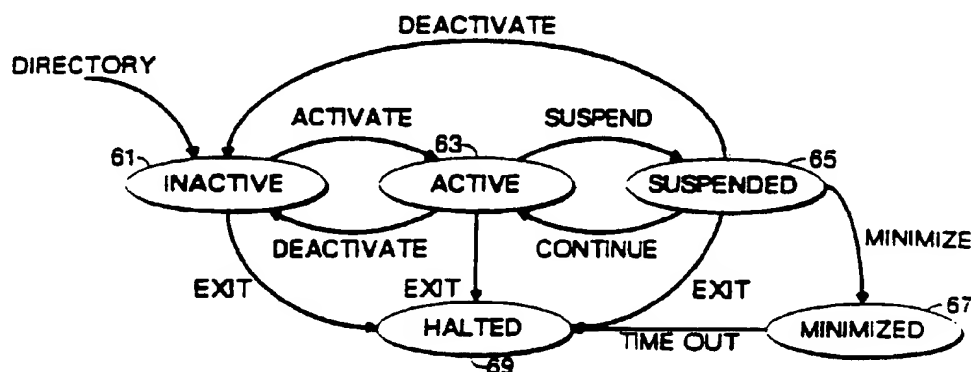 DEACTIVATE
DIRECTORY
ACTIVATE
SUSPEND
61
63
65
INACTIVE
ACTIVE
SUSPENDED
DEACTIVATE
CONTINUE
MINIMIZE
EXIT
EXIT
EXIT
67
HALTED
TIME OUT
MINIMIZED
69